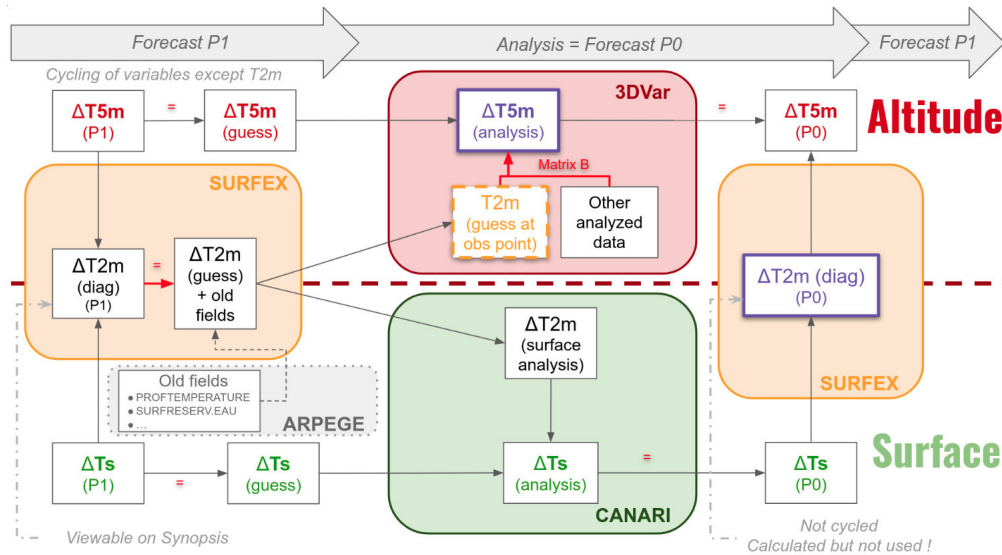 Forecast P1
Analysis = Forecast P0
Forecast P1
Cycling of variables except T2m
ΔT5m
(P1)
=
ΔT5m
(guess)
3DVar
ΔT5m
(analysis)
=
ΔT5m
(P0)
Altitude
Matrix B
T2m
(guess at
obs point)
Other
analyzed
data
SURFEX
ΔT2m
(diag)
(P1)
=
ΔT2m
(guess)
+ old
fields
ΔT2m (diag)
(P0)
SURFEX
ΔT2m
(surface
analysis)
Old fields
● PROFTEMPERATURE
● SURFRESERV.EAU
● ...
ARPEGE
ΔTs
(P1)
=
ΔTs
(guess)
ΔTs
(analysis)
=
ΔTs
(P0)
Surface
CANARI
Viewable on Synopsis
Not cycled
Calculated but not used !